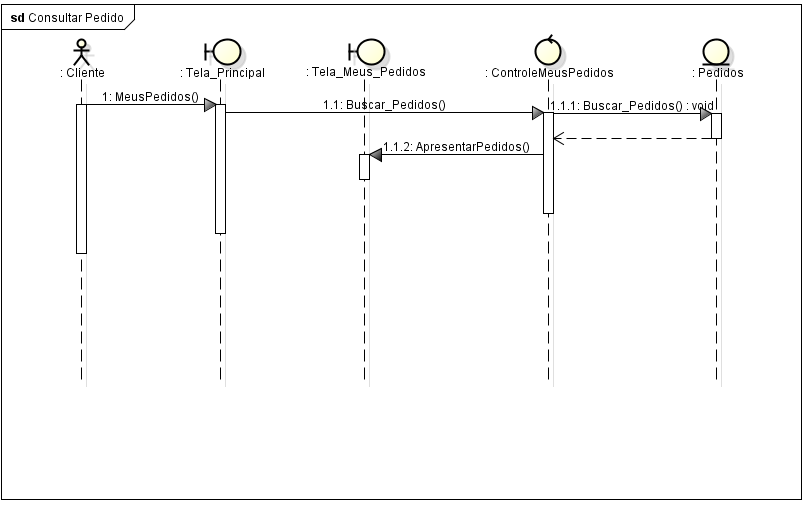 sd Consultar Pedido
: Cliente
: Tela_Principal
: Tela_Meus_Pedidos
: ControleMeusPedidos
: Pedidos
1: MeusPedidos()
1.1: Buscar_Pedidos()
1.1.1: Buscar_Pedidos() : void
1.1.2: ApresentarPedidos()